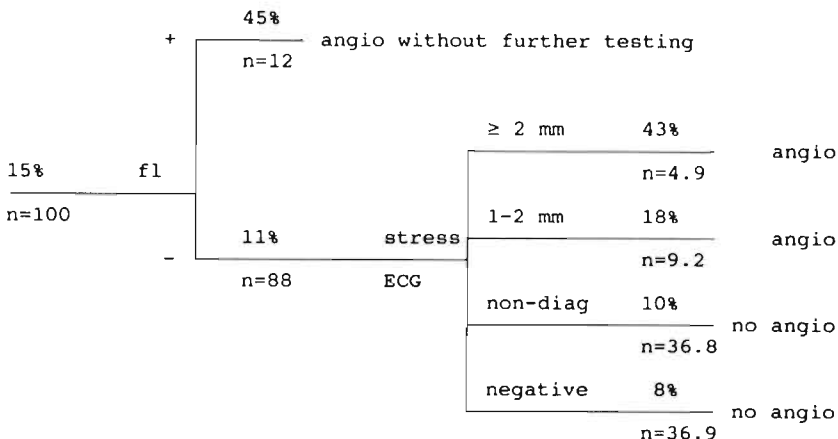 45%
+ angio without further testing
n=12
≥ 2 mm 43%
angio
15% fl n=4.9
n=100 1-2 mm 18%
11% stress angio
- n=9.2
n=88 ECG
non-diag 10%
no angio
n=36.8
negative 8%
no angio
n=36.9